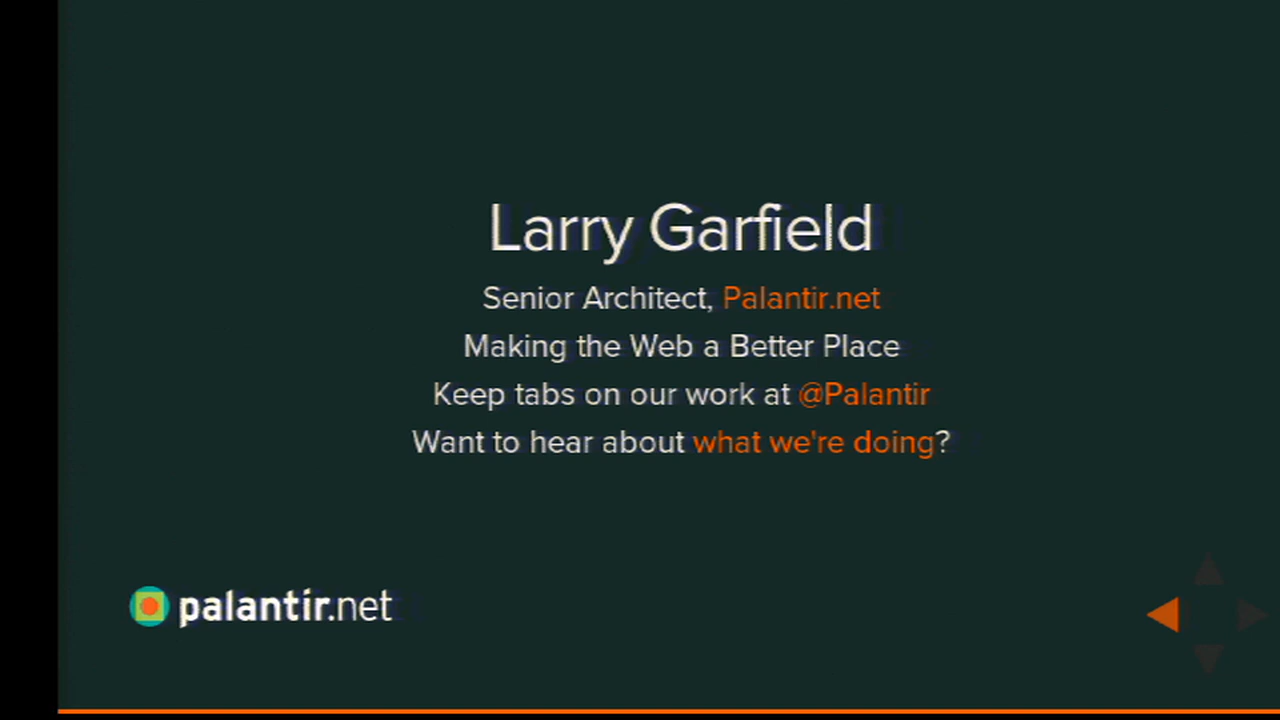 Larry Garfield
Senior Architect, Palantir.net
Making the Web a Better Place
Keep tabs on our work at @Palantir
Want to hear about what we're doing?
palantir.net